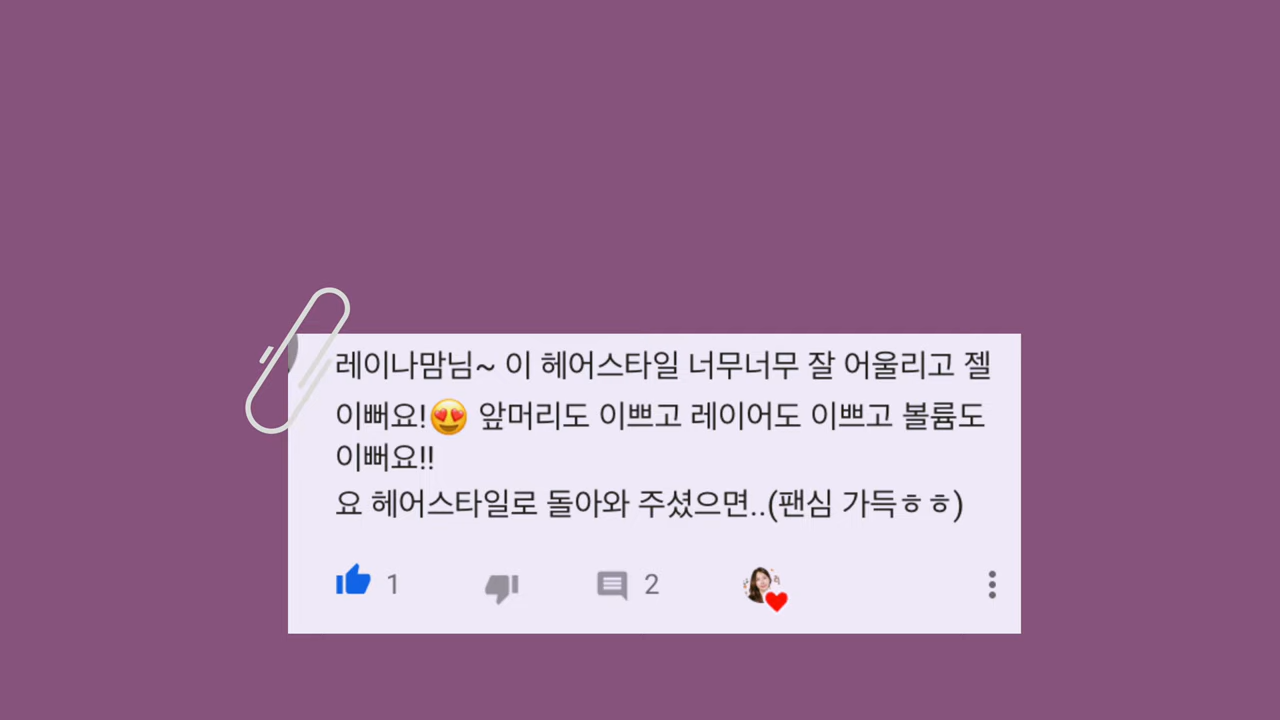 레이나맘님~ 이 헤어스타일 너무너무 잘 어울리고 젤
이뻐요!😍 앞머리도 이쁘고 레이어도 이쁘고 볼륨도
이뻐요!!
요 헤어스타일로 돌아와 주셨으면..(팬심 가득ㅎㅎ)
1 2